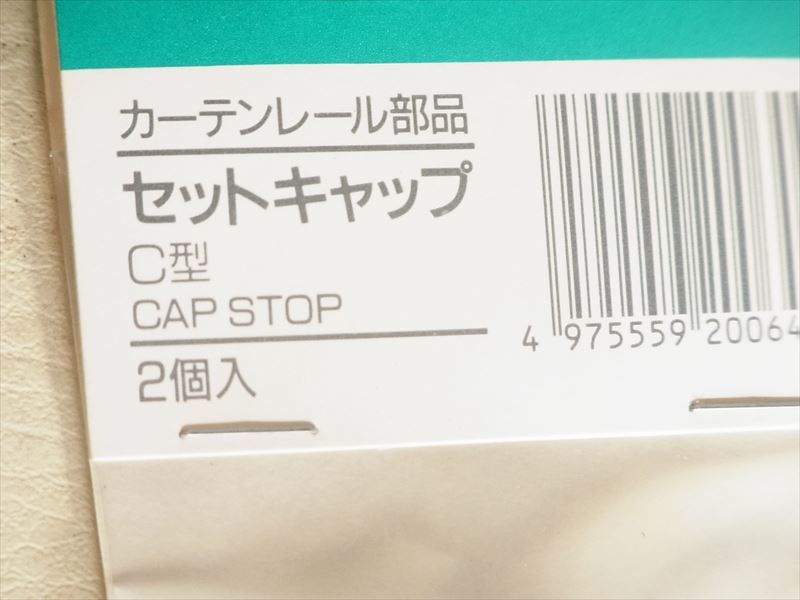 カーテンレール部品
セットキャップ
C型
CAP STOP
2個入
4 975559 20064